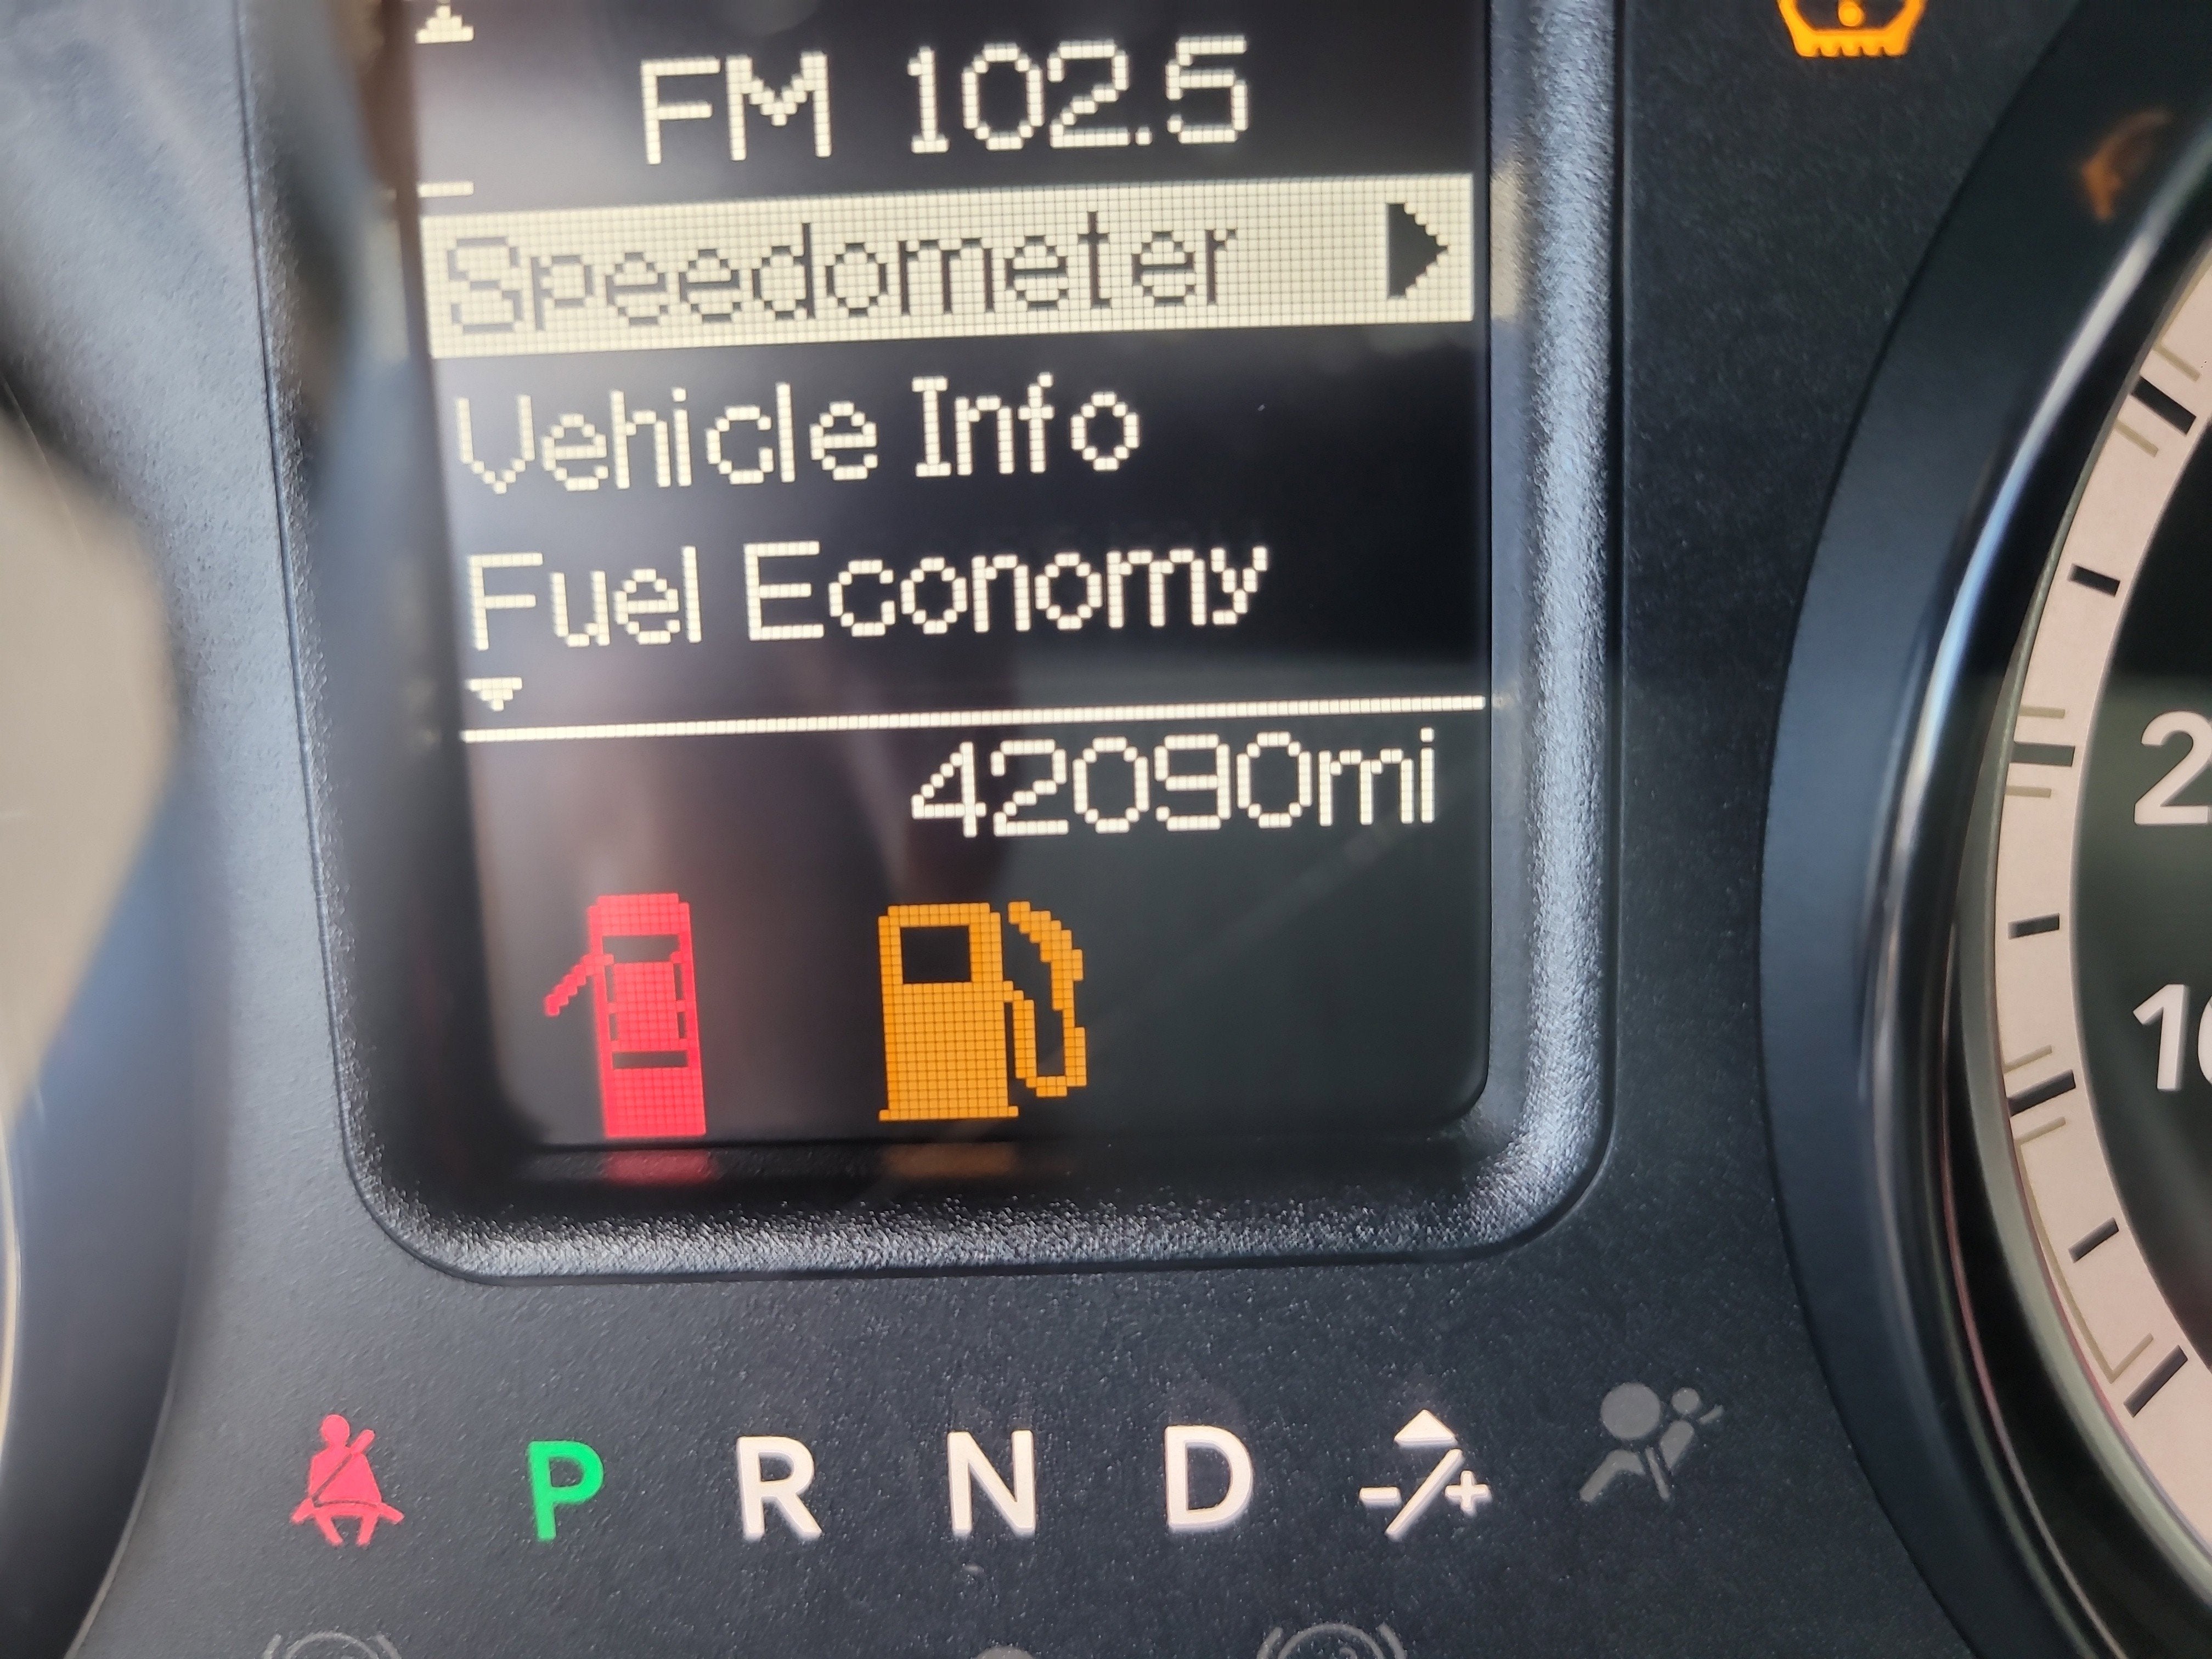 FM 102.5
Speedometer
Vehicle Info
Fuel Economy
42090mi
P R N D